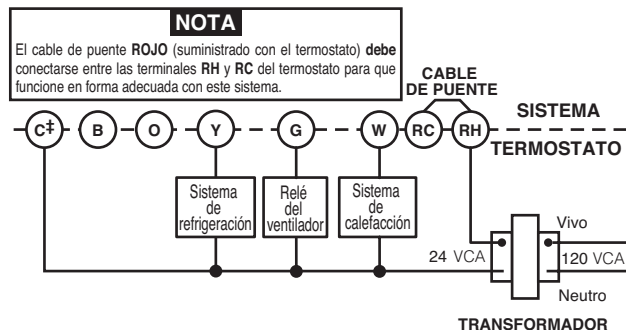 NOTA
El cable de puente ROJO (suministrado con el termostato) debe
conectarse entre las terminales RH y RC del termostato para que
funcione en forma adecuada con este sistema.
CABLE
DE PUENTE
SISTEMA
C‡ B O Y G W RC RH
TERMOSTATO
Sistema
de
refrigeración
Relé
del
ventilador
Sistema
de
calefacción
Vivo
24 VCA
120 VCA
Neutro
TRANSFORMADOR